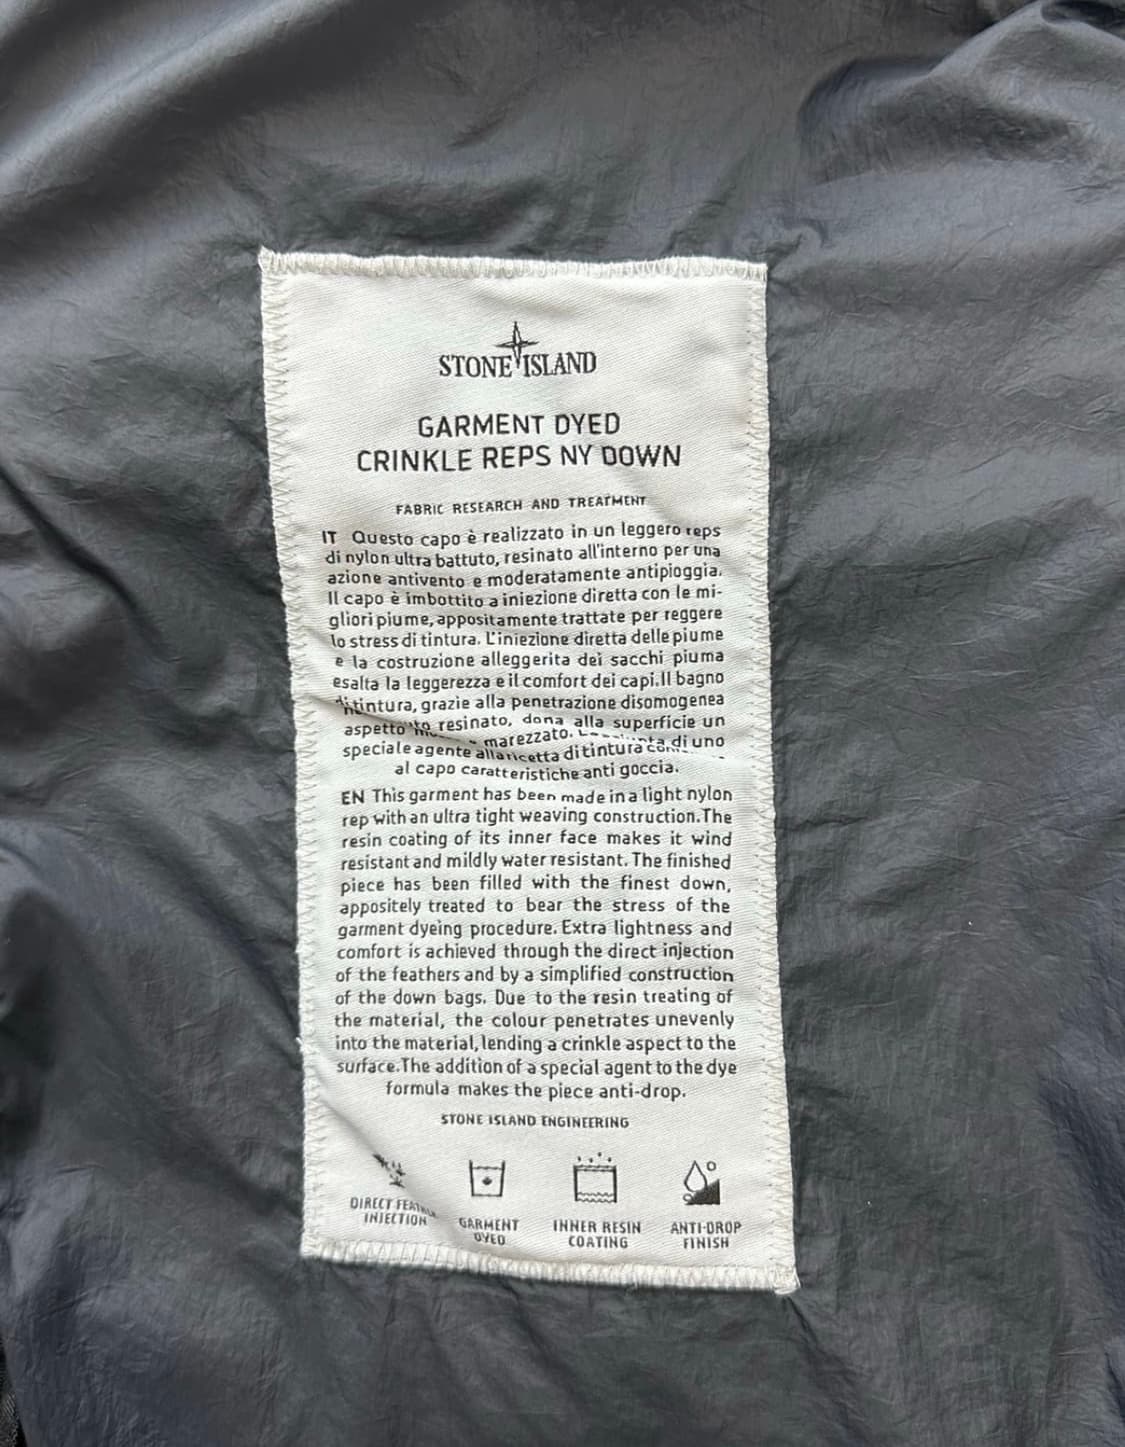 STONE ISLAND
GARMENT DYED
CRINKLE REPS NY DOWN
FABRIC RESEARCH AND TREATMENT
IT Questo capo è realizzato in un leggero reps
di nylon ultra battuto, resinato all'interno per una
azione antivento e moderatamente antipioggia.
Il capo è imbottito a iniezione diretta con le mi-
gliori piume, appositamente trattate per reggere
lo stress di tintura. L'iniezione diretta delle piume
e la costruzione alleggerita dei sacchi piuma
esalta la leggerezza e il comfort dei capi. Il bagno
di tintura, grazie alla penetrazione disomogenea
resinato, dona alla superficie un
aspetto marezzato. di uno
speciale agente alla ricetta di tintura
al capo caratteristiche anti goccia.
EN This garment has been made in a light nylon
rep with an ultra tight weaving construction. The
resin coating of its inner face makes it wind
resistant and mildly water resistant. The finished
piece has been filled with the finest down,
appositely treated to bear the stress of the
garment dyeing procedure. Extra lightness and
comfort is achieved through the direct injection
of the feathers and by a simplified construction
of the down bags. Due to the resin treating of
the material, the colour penetrates unevenly
into the material, lending a crinkle aspect to the
surface. The addition of a special agent to the dye
formula makes the piece anti-drop.
STONE ISLAND ENGINEERING
DIRECT
INJECTION
GARMENT
DYED
INNER RESIN
COATING
ANTI-DROP
FINISH